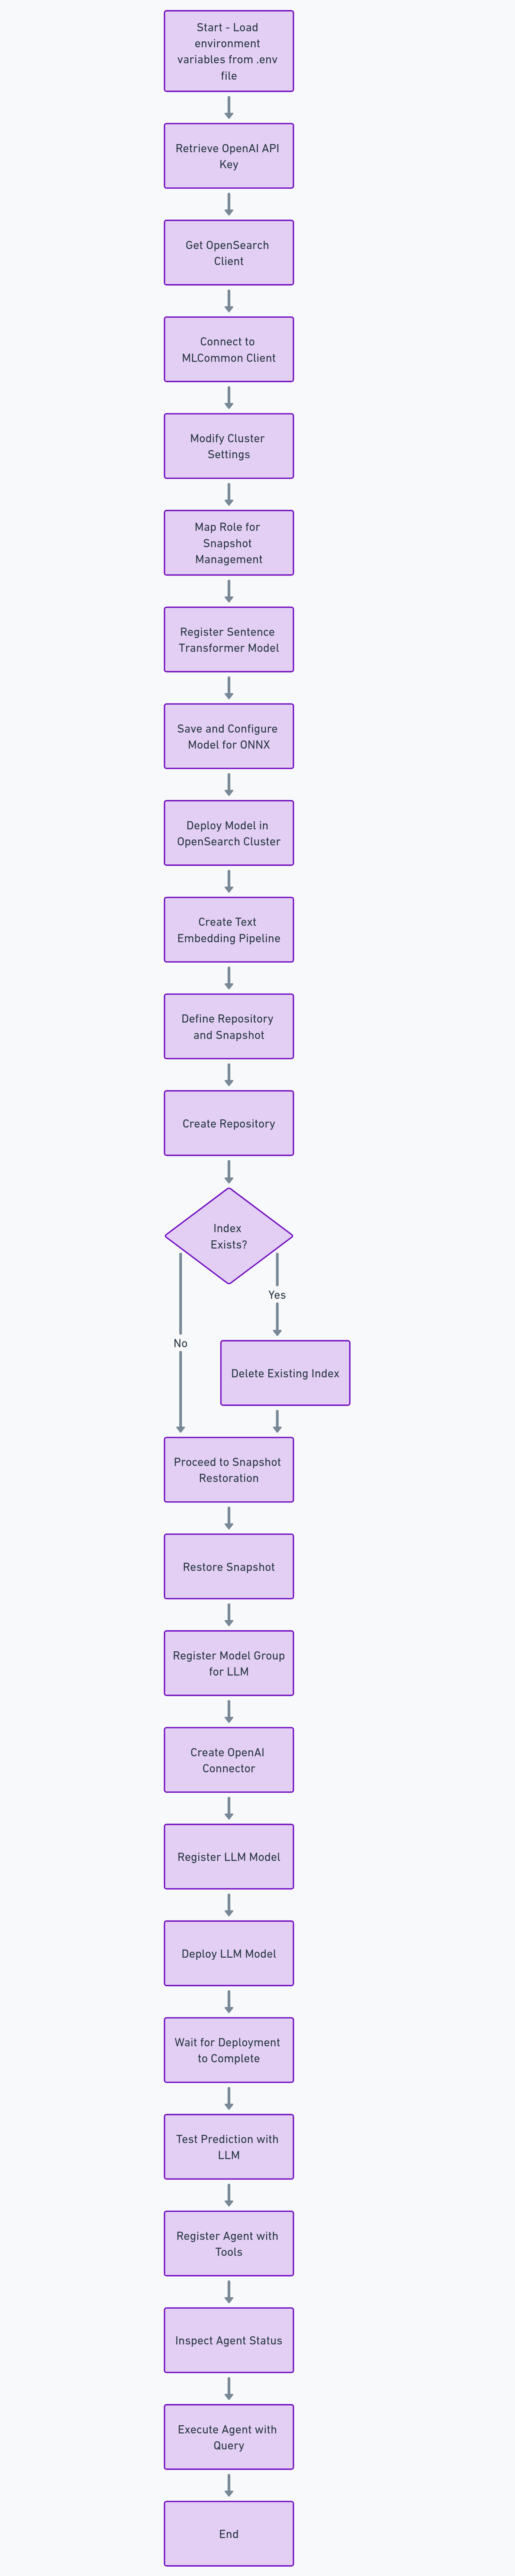 Start - Load
environment
variables from .env
file
Retrieve OpenAI API
Key
Get OpenSearch
Client
Connect to
MLCommon Client
Modify Cluster
Settings
Map Role for
Snapshot
Management
Register Sentence
Transformer Model
Save and Configure
Model for ONNX
Deploy Model in
OpenSearch Cluster
Create Text
Embedding Pipeline
Define Repository
and Snapshot
Create Repository
Index
Exists?
Yes
No
Delete Existing Index
Proceed to Snapshot
Restoration
Restore Snapshot
Register Model Group
for LLM
Create OpenAI
Connector
Register LLM Model
Deploy LLM Model
Wait for Deployment
to Complete
Test Prediction with
LLM
Register Agent with
Tools
Inspect Agent Status
Execute Agent with
Query
End